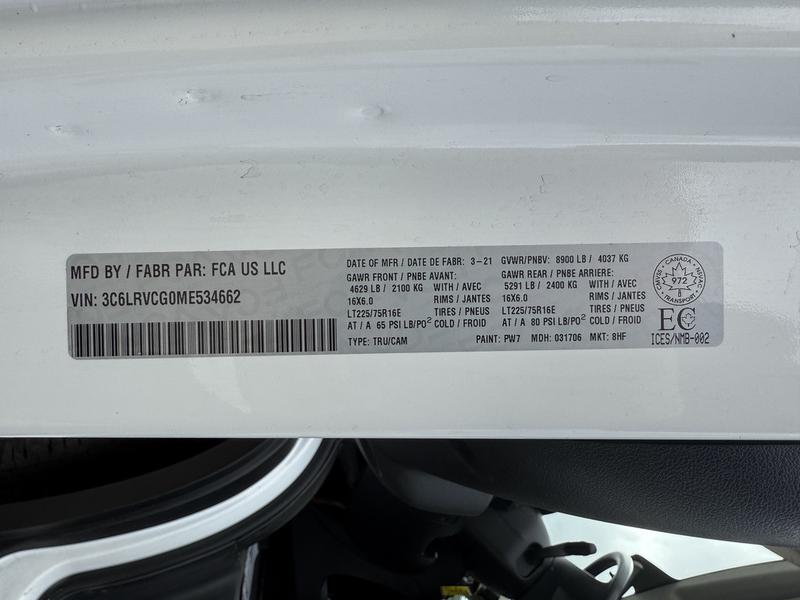 MFD BY / FABR PAR: FCA US LLC
VIN: 3C6LRVCG0ME534662
DATE OF MFR / DATE DE FABR: 3-21
GAWR FRONT / PNBE AVANT:
4629 LB / 2100 KG WITH / AVEC
16X6.0 RIMS / JANTES
LT225/75R16E TIRES / PNEUS
AT / A 65 PSI LB/PO² COLD / FROID
TYPE: TRU/CAM
GVWR/PNBV: 8900 LB / 4037 KG
GAWR REAR / PNBE ARRIERE:
5291 LB / 2400 KG WITH / AVEC
16X6.0 RIMS / JANTES
LT225/75R16E TIRES / PNEUS
AT / A 80 PSI LB/PO² COLD / FROID
PAINT: PW7 MDH: 031706 MKT: 8HF
CMVSS · CANADA · NSVAC
972
TRANSPORT
EC
ICES/NMB-002